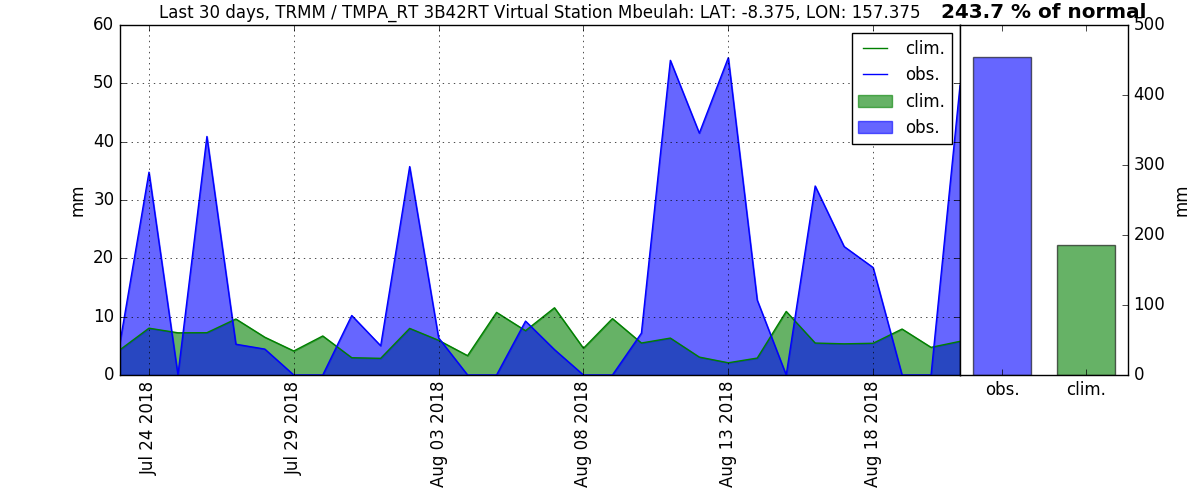 Last 30 days, TRMM / TMPA_RT 3B42RT Virtual Station Mbeulah: LAT: -8.375, LON: 157.375
243.7 % of normal
60
50
40
30
20
10
0
mm
clim.
obs.
clim.
obs.
Jul 24 2018
Jul 29 2018
Aug 03 2018
Aug 08 2018
Aug 13 2018
Aug 18 2018
500
400
300
200
100
0
mm
obs.
clim.